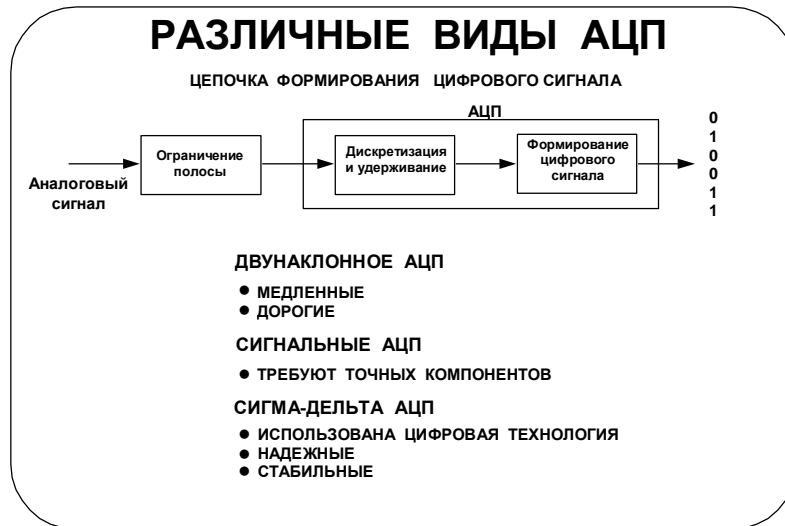 РАЗЛИЧНЫЕ ВИДЫ АЦП
ЦЕПОЧКА ФОРМИРОВАНИЯ ЦИФРОВОГО СИГНАЛА
АЦП
Аналоговый
сигнал
Ограничение
полосы
Дискретизация
и удерживание
Формирование
цифрового
сигнала
0
1
0
0
1
1
ДВУНАКЛОННОЕ АЦП
● МЕДЛЕННЫЕ
● ДОРОГИЕ
СИГНАЛЬНЫЕ АЦП
● ТРЕБУЮТ ТОЧНЫХ КОМПОНЕНТОВ
СИГМА-ДЕЛЬТА АЦП
● ИСПОЛЬЗОВАНА ЦИФРОВАЯ ТЕХНОЛОГИЯ
● НАДЕЖНЫЕ
● СТАБИЛЬНЫЕ